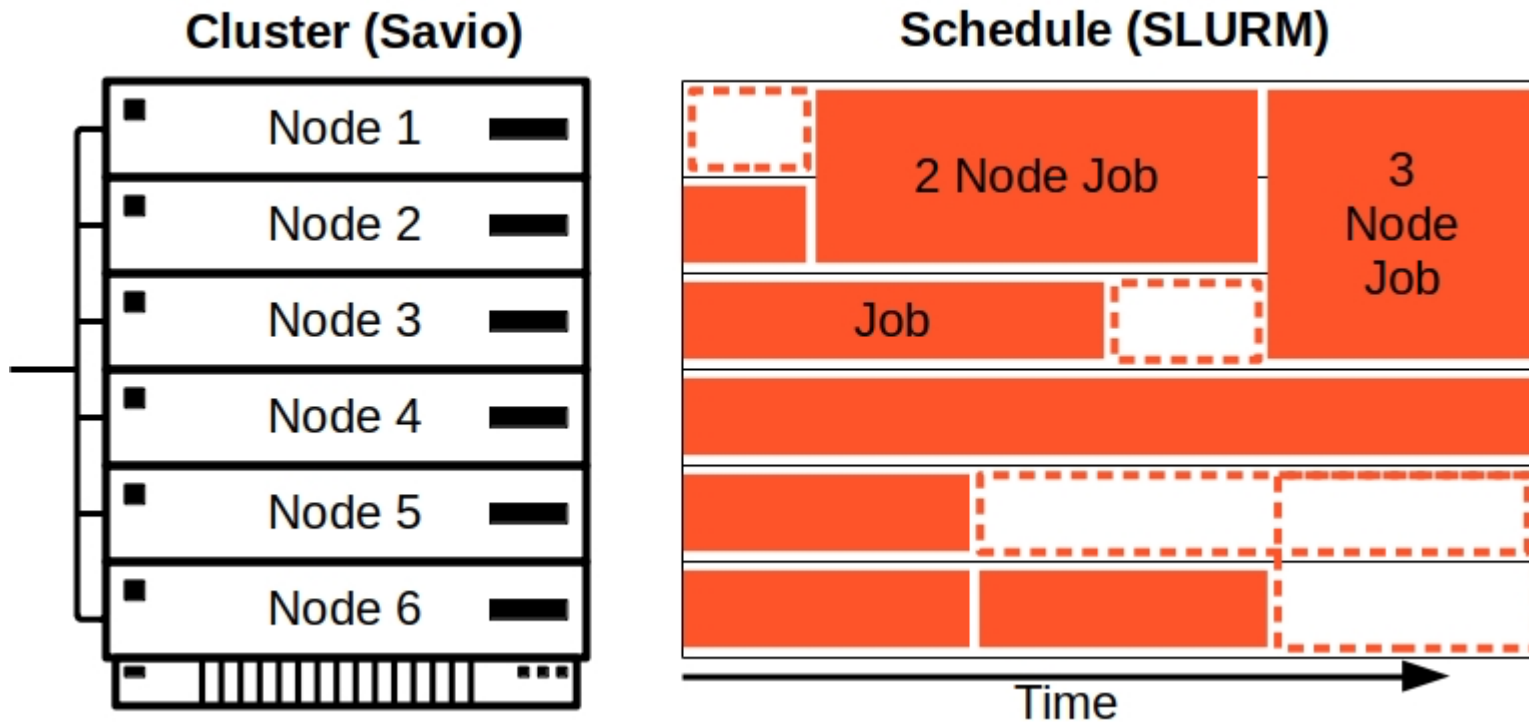 Cluster (Savio)
Schedule (SLURM)
Node 1
Node 2
Node 3
Node 4
Node 5
Node 6
2 Node Job
3
Node
Job
Job
Time